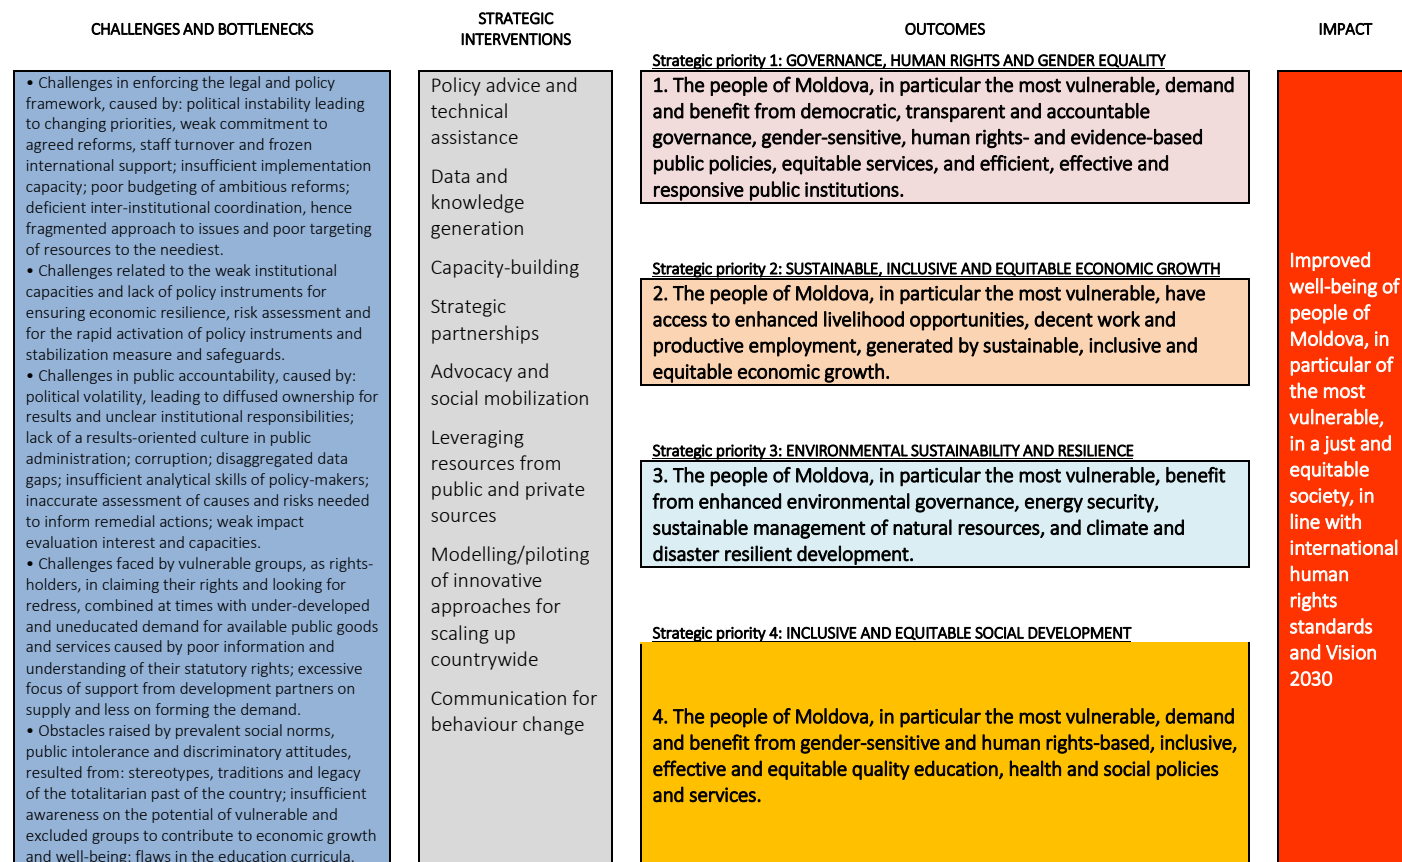 CHALLENGES AND BOTTLENECKS
• Challenges in enforcing the legal and policy
framework, caused by: political instability leading
to changing priorities, weak commitment to
agreed reforms, staff turnover and frozen
international support; insufficient implementation
capacity; poor budgeting of ambitious reforms;
deficient inter-institutional coordination, hence
fragmented approach to issues and poor targeting
of resources to the neediest.
• Challenges related to the weak institutional
capacities and lack of policy instruments for
ensuring economic resilience, risk assessment and
for the rapid activation of policy instruments and
stabilization measure and safeguards.
• Challenges in public accountability, caused by:
political volatility, leading to diffused ownership for
results and unclear institutional responsibilities;
lack of a results-oriented culture in public
administration; corruption; disaggregated data
gaps; insufficient analytical skills of policy-makers;
inaccurate assessment of causes and risks needed
to inform remedial actions; weak impact
evaluation interest and capacities.
• Challenges faced by vulnerable groups, as rights-
holders, in claiming their rights and looking for
redress, combined at times with under-developed
and uneducated demand for available public goods
and services caused by poor information and
understanding of their statutory rights; excessive
focus of support from development partners on
supply and less on forming the demand.
• Obstacles raised by prevalent social norms,
public intolerance and discriminatory attitudes,
resulted from: stereotypes, traditions and legacy
of the totalitarian past of the country; insufficient
awareness on the potential of vulnerable and
excluded groups to contribute to economic growth
and well-being; flaws in the education curricula.
STRATEGIC
INTERVENTIONS
Policy advice and
technical
assistance
Data and
knowledge
generation
Capacity-building
Strategic
partnerships
Advocacy and
social mobilization
Leveraging
resources from
public and private
sources
Modelling/piloting
of innovative
approaches for
scaling up
countrywide
Communication for
behaviour change
OUTCOMES
Strategic priority 1: GOVERNANCE, HUMAN RIGHTS AND GENDER EQUALITY
1. The people of Moldova, in particular the most vulnerable, demand
and benefit from democratic, transparent and accountable
governance, gender-sensitive, human rights- and evidence-based
public policies, equitable services, and efficient, effective and
responsive public institutions.
Strategic priority 2: SUSTAINABLE, INCLUSIVE AND EQUITABLE ECONOMIC GROWTH
2. The people of Moldova, in particular the most vulnerable, have
access to enhanced livelihood opportunities, decent work and
productive employment, generated by sustainable, inclusive and
equitable economic growth.
Strategic priority 3: ENVIRONMENTAL SUSTAINABILITY AND RESILIENCE
3. The people of Moldova, in particular the most vulnerable, benefit
from enhanced environmental governance, energy security,
sustainable management of natural resources, and climate and
disaster resilient development.
Strategic priority 4: INCLUSIVE AND EQUITABLE SOCIAL DEVELOPMENT
4. The people of Moldova, in particular the most vulnerable, demand
and benefit from gender-sensitive and human rights-based, inclusive,
effective and equitable quality education, health and social policies
and services.
IMPACT
Improved
well-being of
people of
Moldova, in
particular of
the most
vulnerable,
in a just and
equitable
society, in
line with
international
human
rights
standards
and Vision
2030